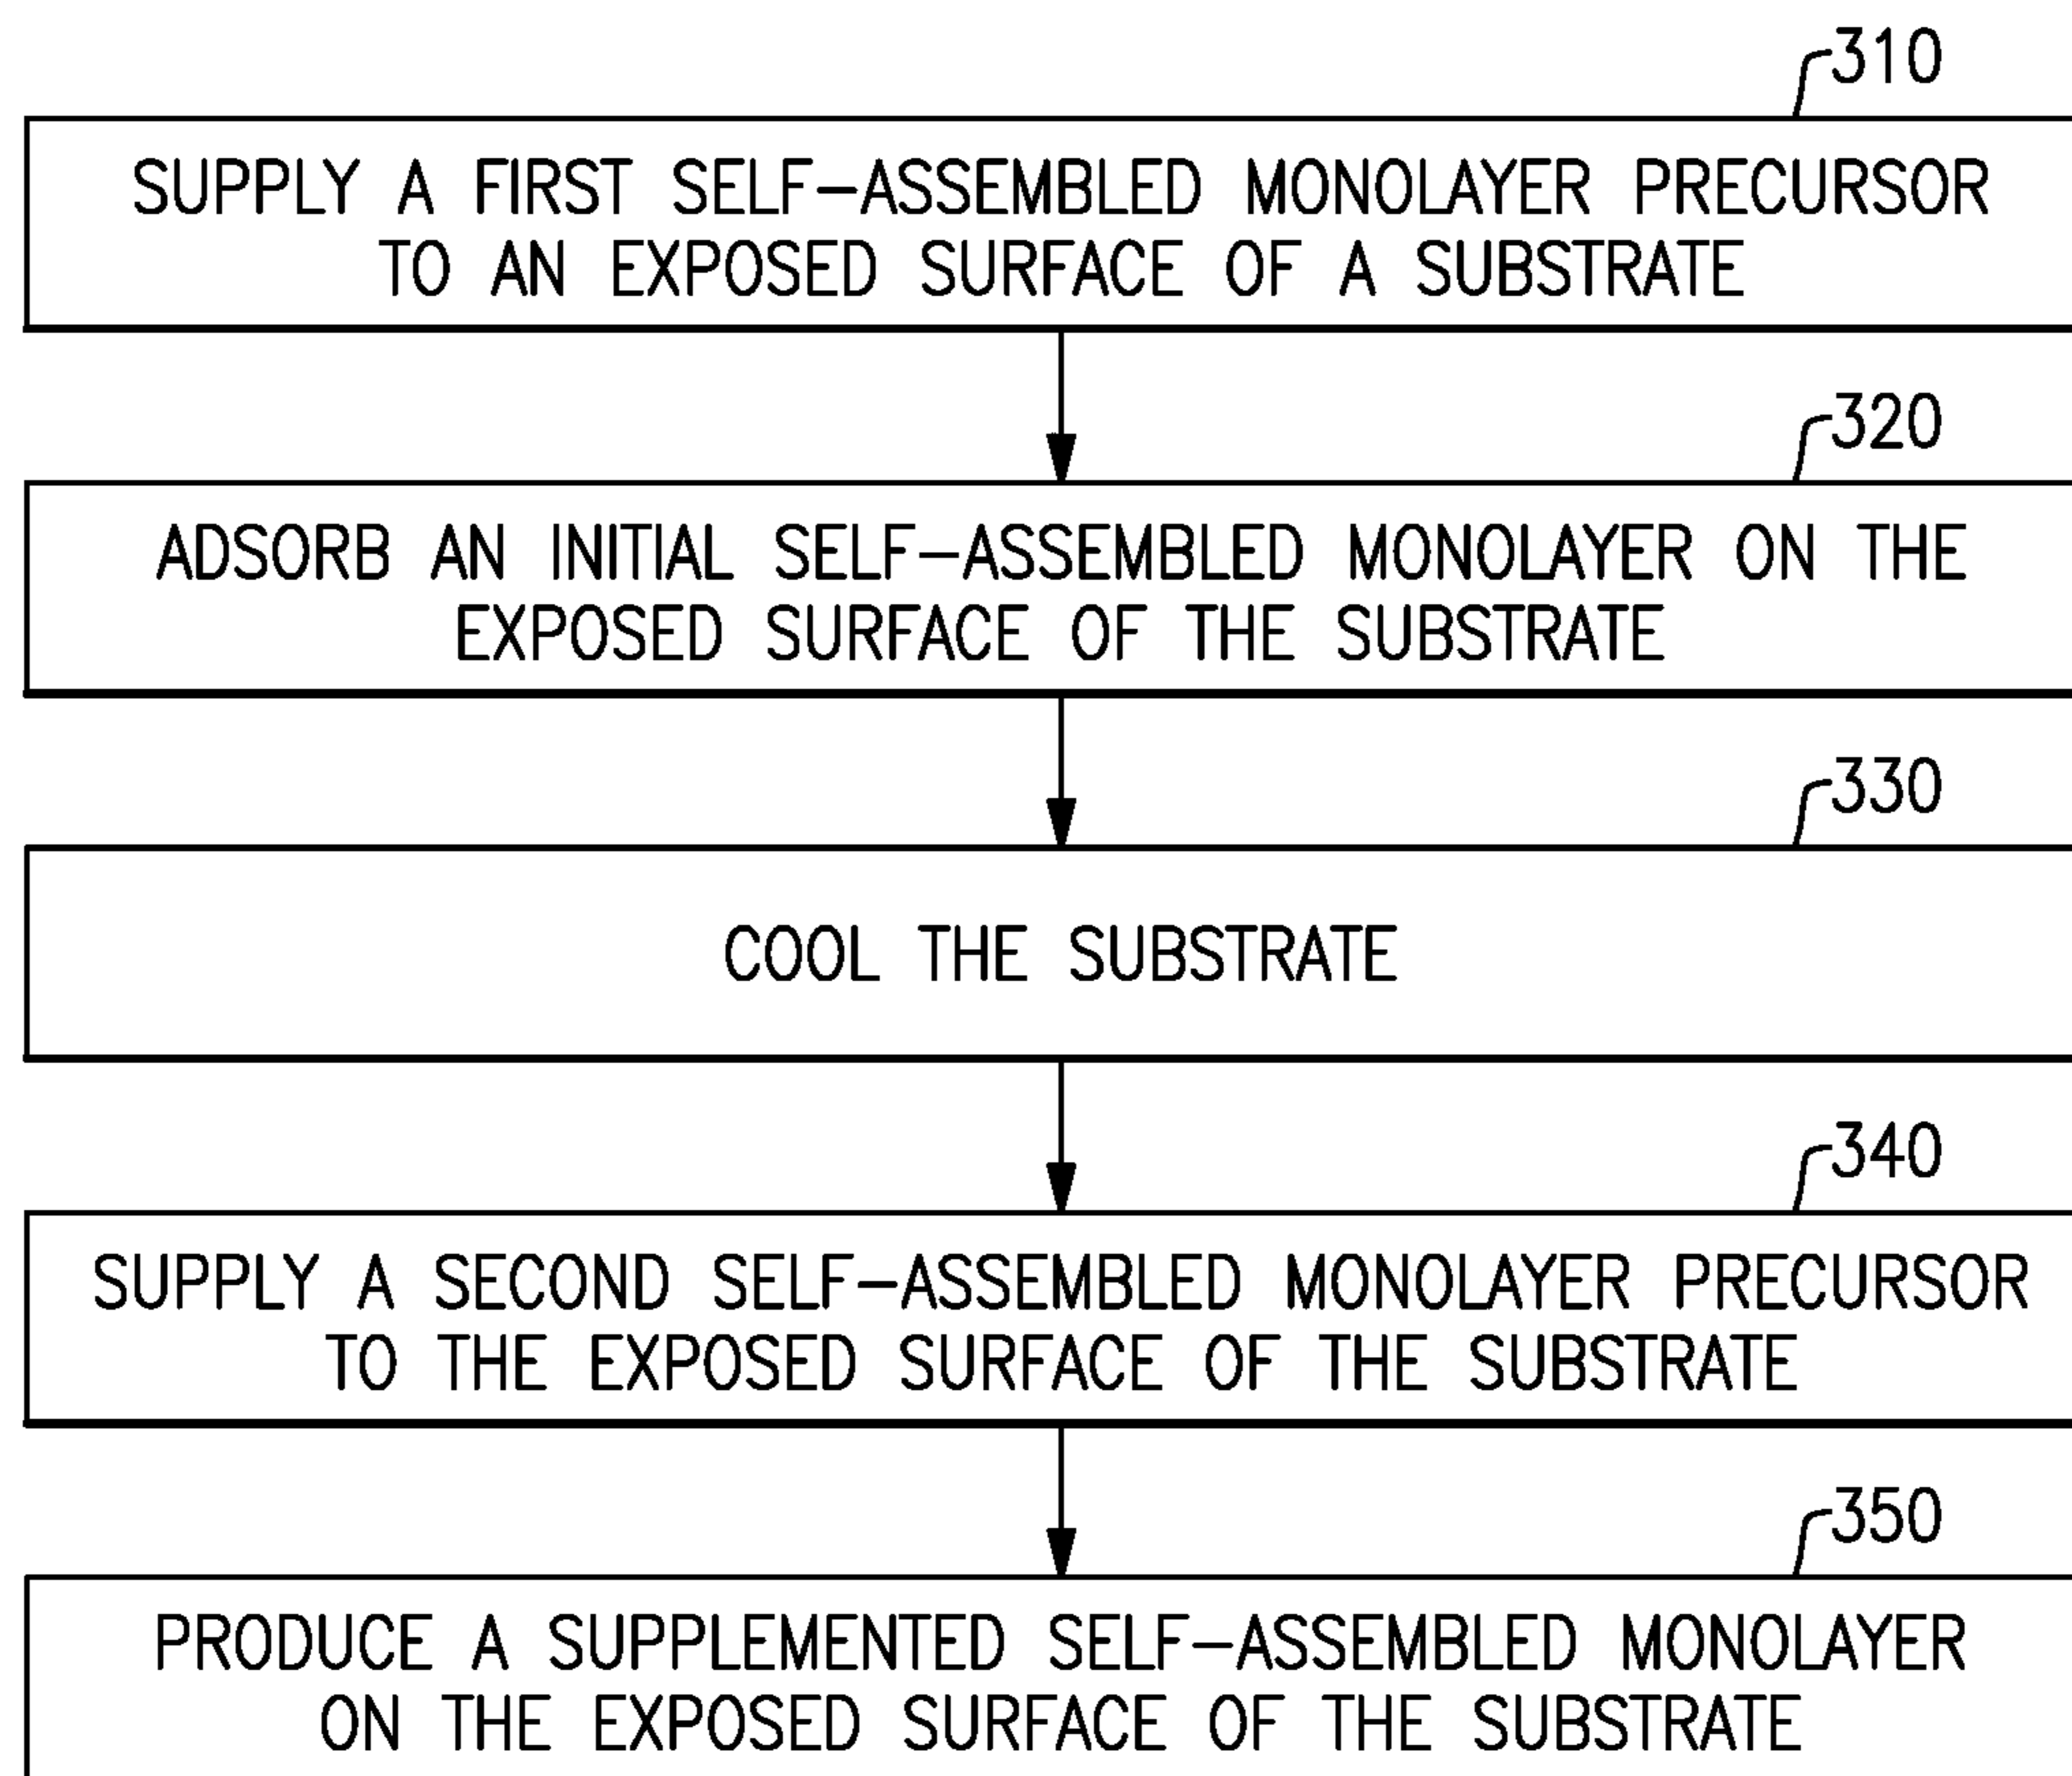 310
SUPPLY A FIRST SELF-ASSEMBLED MONOLAYER PRECURSOR
TO AN EXPOSED SURFACE OF A SUBSTRATE
320
ADSORB AN INITIAL SELF-ASSEMBLED MONOLAYER ON THE
EXPOSED SURFACE OF THE SUBSTRATE
330
COOL THE SUBSTRATE
340
SUPPLY A SECOND SELF-ASSEMBLED MONOLAYER PRECURSOR
TO THE EXPOSED SURFACE OF THE SUBSTRATE
350
PRODUCE A SUPPLEMENTED SELF-ASSEMBLED MONOLAYER
ON THE EXPOSED SURFACE OF THE SUBSTRATE